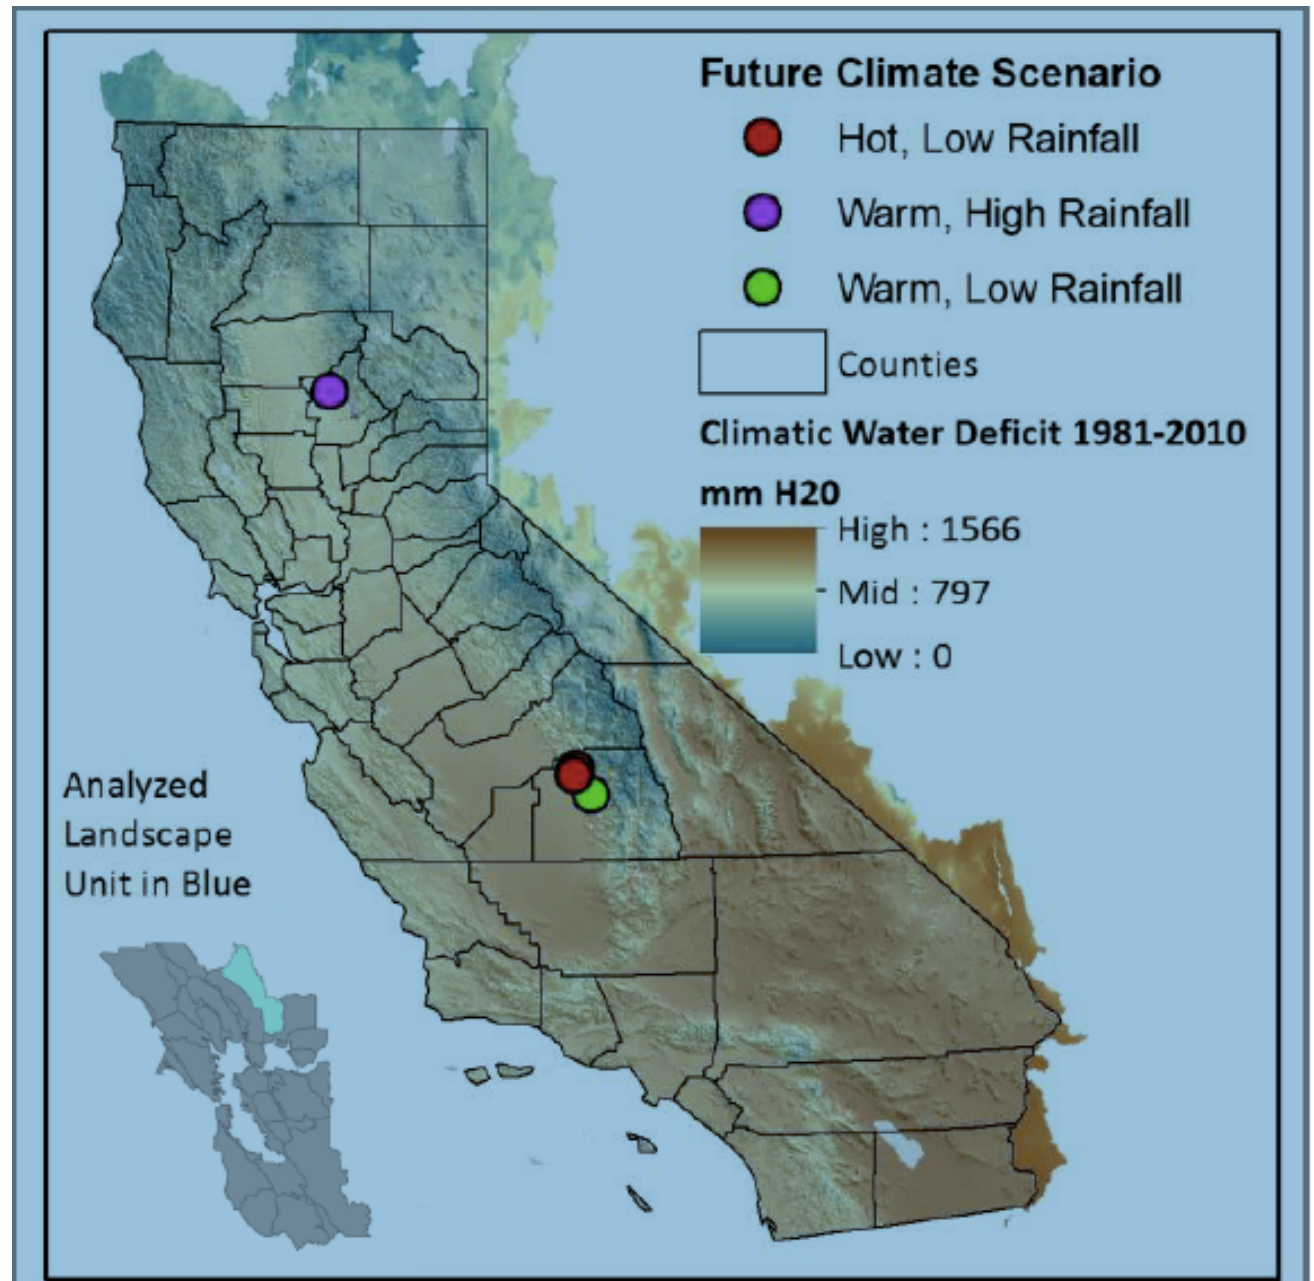 Future Climate Scenario
Hot, Low Rainfall
Warm, High Rainfall
Warm, Low Rainfall
Counties
Climatic Water Deficit 1981-2010
mm H20
High : 1566
Mid : 797
Low : 0
Analyzed
Landscape
Unit in Blue